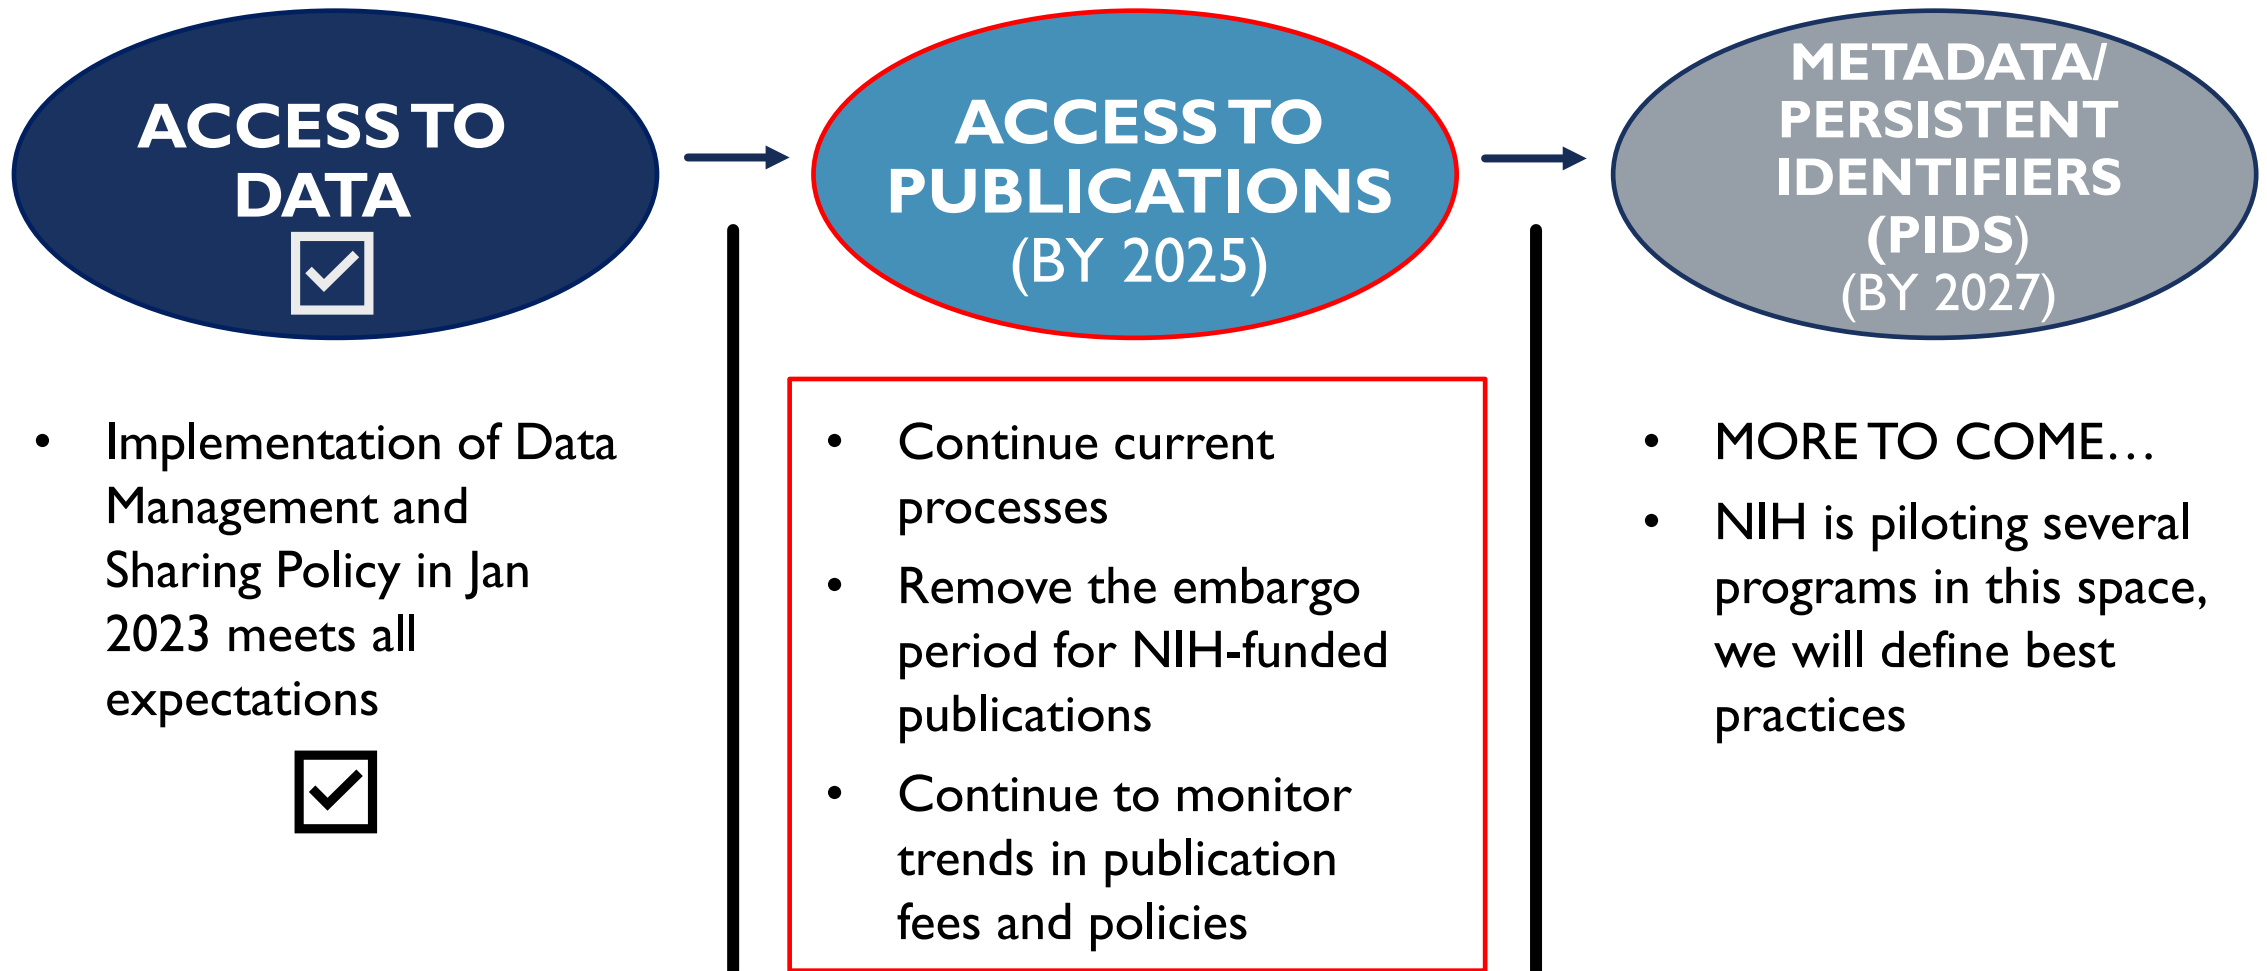 ACCESS TO
DATA
• Implementation of Data
Management and
Sharing Policy in Jan
2023 meets all
expectations
ACCESS TO
PUBLICATIONS
(BY 2025)
• Continue current
processes
• Remove the embargo
period for NIH-funded
publications
• Continue to monitor
trends in publication
fees and policies
METADATA/
PERSISTENT
IDENTIFIERS
(PIDS)
(BY 2027)
• MORE TO COME…
• NIH is piloting several
programs in this space,
we will define best
practices